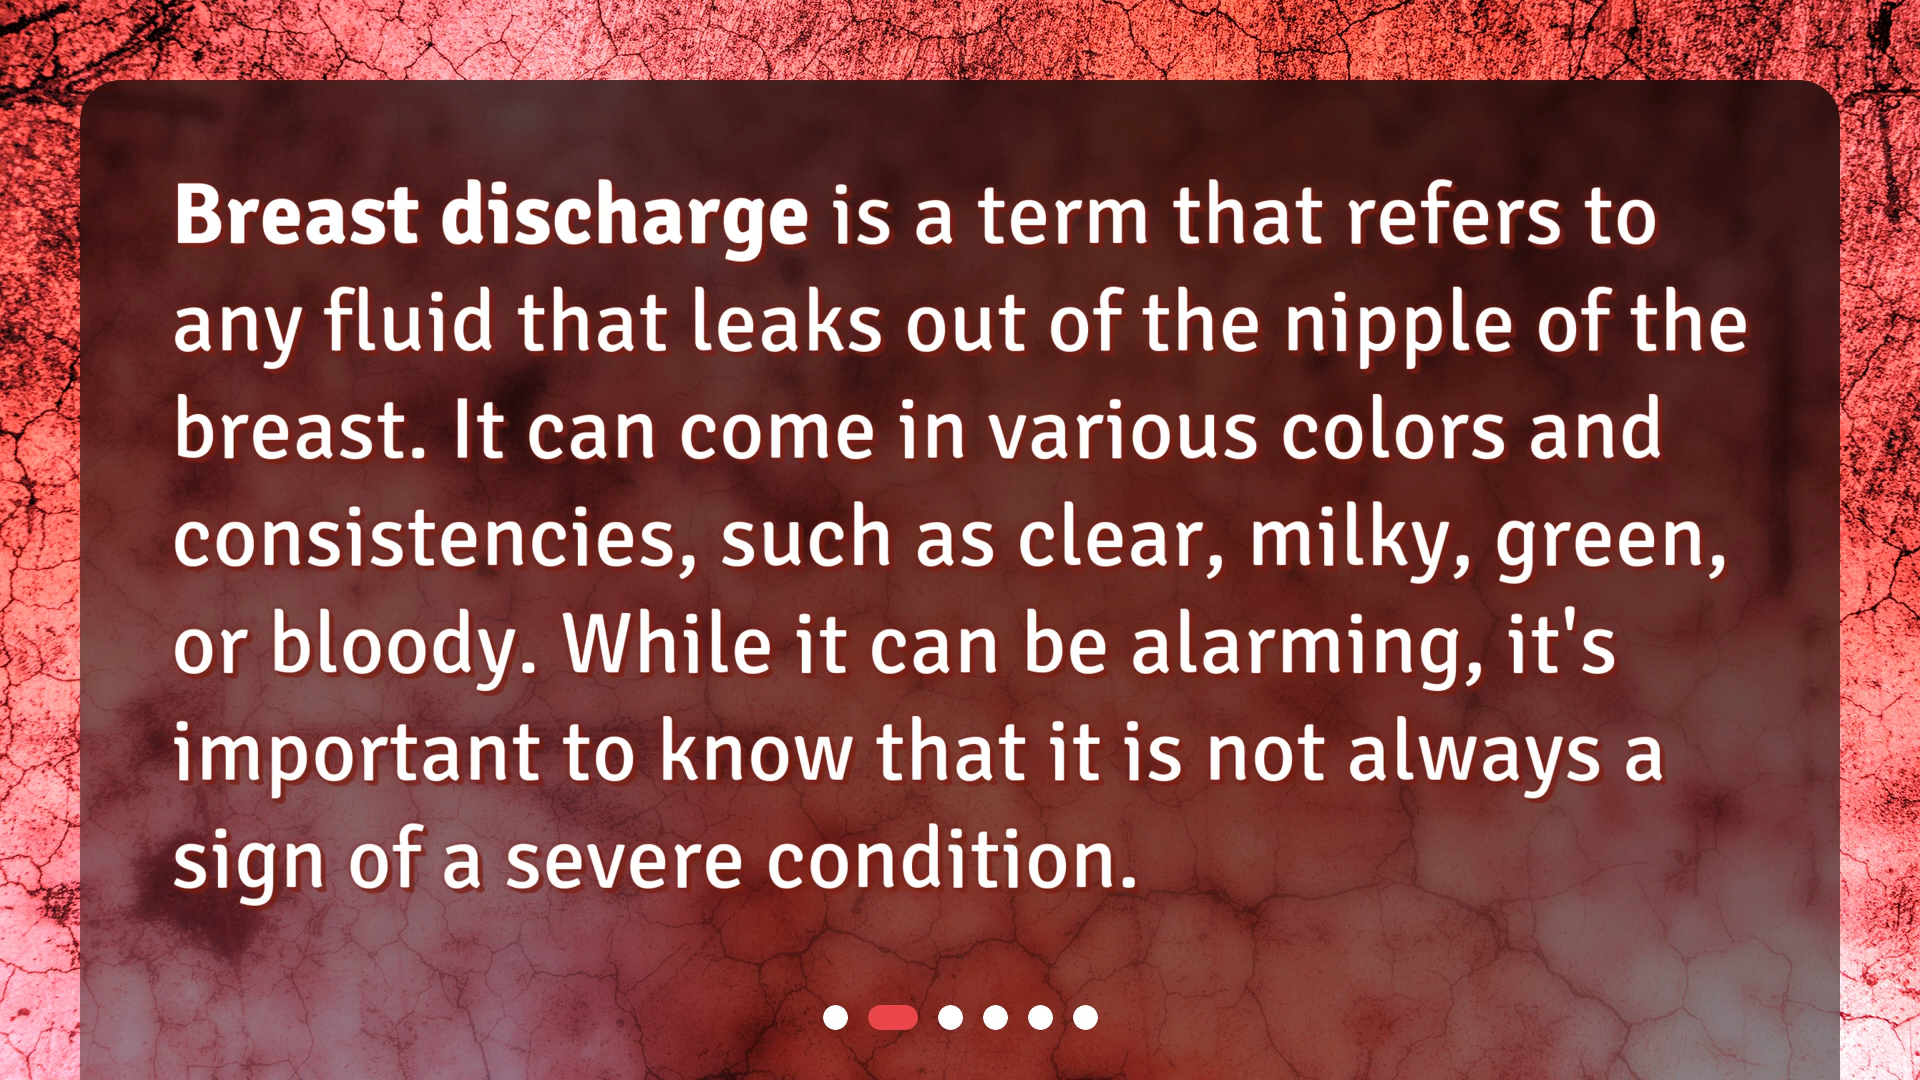 Breast discharge is a term that refers to
any fluid that leaks out of the nipple of the
breast. It can come in various colors and
consistencies, such as clear, milky, green,
or bloody. While it can be alarming, it's
important to know that it is not always a
sign of a severe condition.